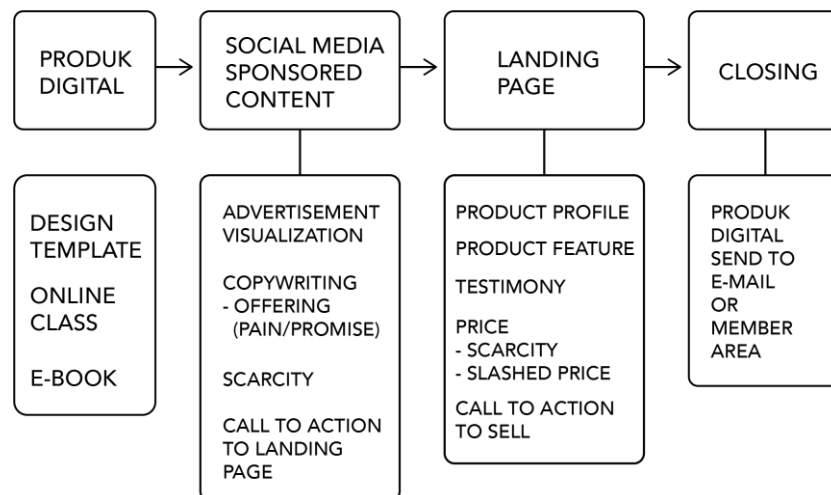 PRODUK
DIGITAL
SOCIAL MEDIA
SPONSORED
CONTENT
LANDING
PAGE
CLOSING
DESIGN
TEMPLATE
ONLINE
CLASS
E-BOOK
ADVERTISEMENT
VISUALIZATION
COPYWRITING
- OFFERING
(PAIN/PROMISE)
SCARCITY
CALL TO ACTION
TO LANDING
PAGE
PRODUCT PROFILE
PRODUCT FEATURE
TESTIMONY
PRICE
- SCARCITY
- SLASHED PRICE
CALL TO ACTION
TO SELL
PRODUK
DIGITAL
SEND TO
E-MAIL
OR
MEMBER
AREA